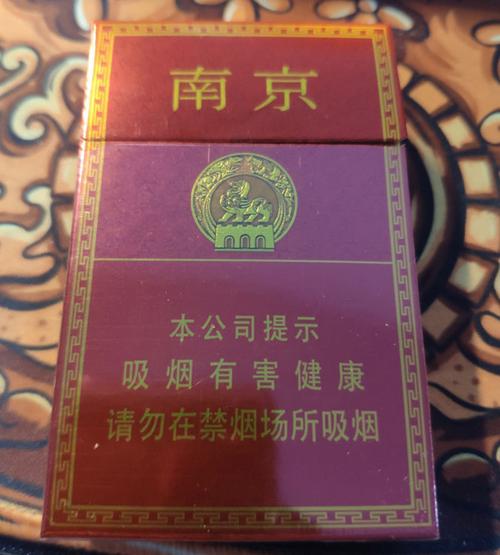 南京
本公司提示
吸烟有害健康
请勿在禁烟场所吸烟